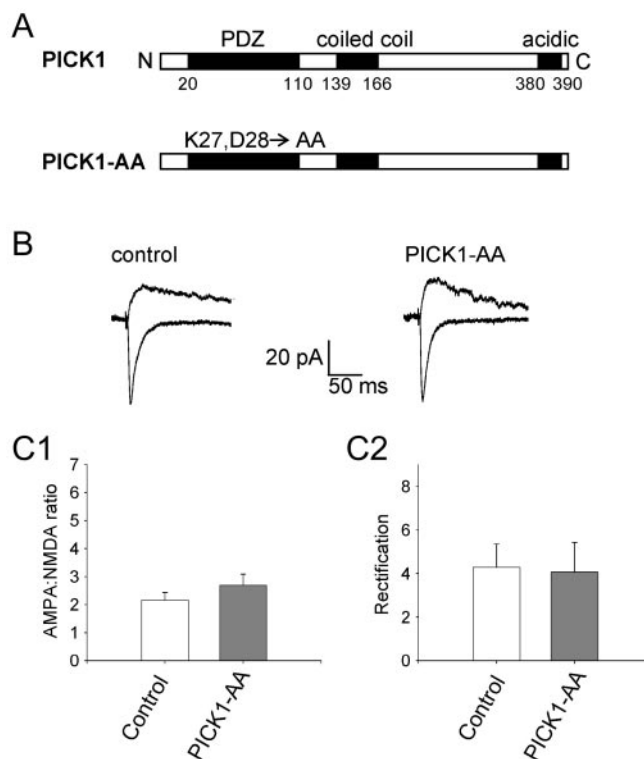 A
PDZ coiled coil acidic
PICK1 N C
20 110 139 166 380 390
K27,D28→ AA
PICK1-AA
B
control PICK1-AA
20 pA
50 ms
C1 C2
7
6
5
4
3
2
1
0
AMPA:NMDA ratio
Control
PICK1-AA
8
6
4
2
0
Rectification
Control
PICK1-AA